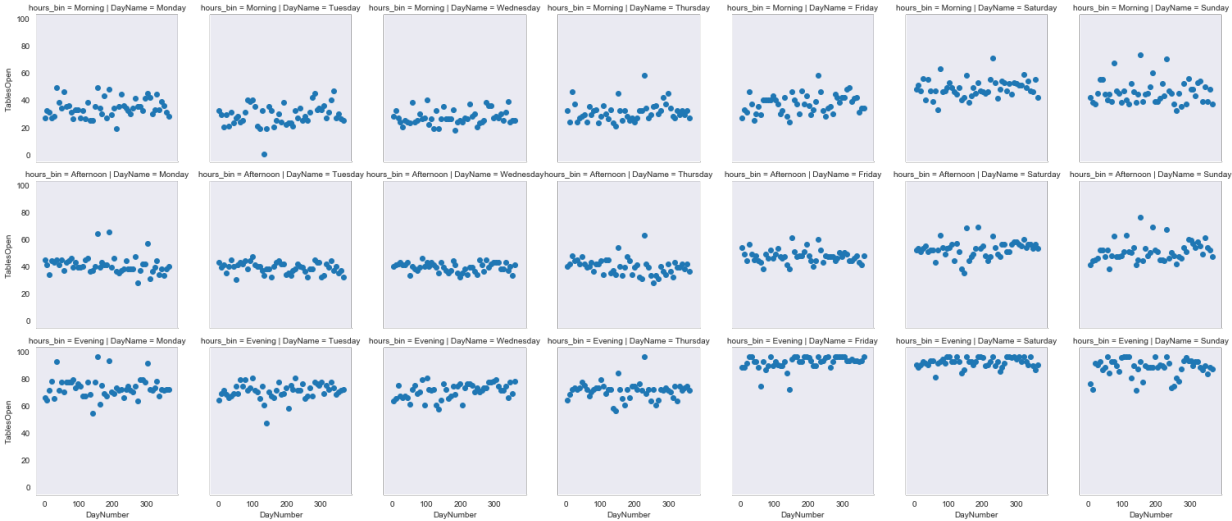 hours_bin = Morning | DayName = Monday
hours_bin = Morning | DayName = Tuesday
hours_bin = Morning | DayName = Wednesday
hours_bin = Morning | DayName = Thursday
hours_bin = Morning | DayName = Friday
hours_bin = Morning | DayName = Saturday
hours_bin = Morning | DayName = Sunday
100
80
60
40
20
0
TablesOpen
hours_bin = Afternoon | DayName = Monday
hours_bin = Afternoon | DayName = Tuesday
hours_bin = Afternoon | DayName = Wednesday
hours_bin = Afternoon | DayName = Thursday
hours_bin = Afternoon | DayName = Friday
hours_bin = Afternoon | DayName = Saturday
hours_bin = Afternoon | DayName = Sunday
100
80
60
40
20
0
TablesOpen
hours_bin = Evening | DayName = Monday
hours_bin = Evening | DayName = Tuesday
hours_bin = Evening | DayName = Wednesday
hours_bin = Evening | DayName = Thursday
hours_bin = Evening | DayName = Friday
hours_bin = Evening | DayName = Saturday
hours_bin = Evening | DayName = Sunday
100
80
60
40
20
0
TablesOpen
0 100 200 300
0 100 200 300
0 100 200 300
0 100 200 300
0 100 200 300
0 100 200 300
0 100 200 300
DayNumber
DayNumber
DayNumber
DayNumber
DayNumber
DayNumber
DayNumber